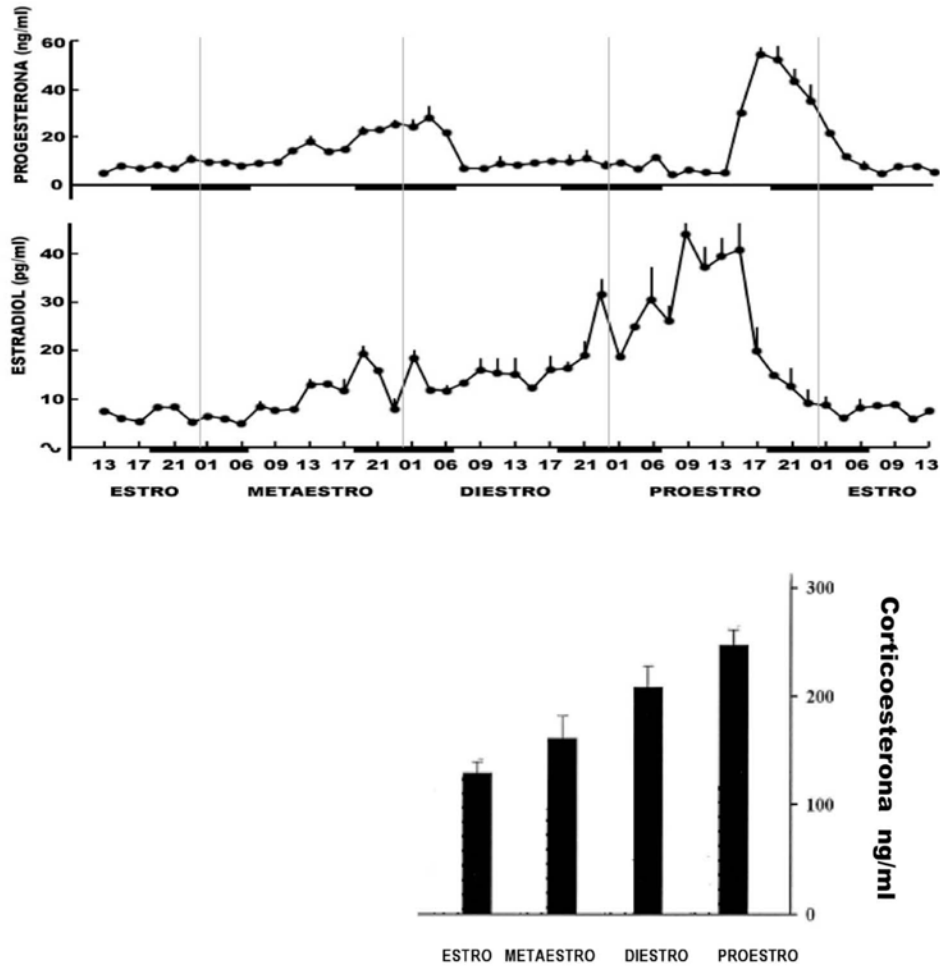 PROGESTERONA (ng/ml)
60
40
20
0
ESTRADIOL (pg/ml)
40
30
20
10
~
13 17 21 01 06 09 13 17 21 01 06 09 13 17 21 01 06 09 13 17 21 01 06 09 13
ESTRO METAESTRO DIESTRO PROESTRO ESTRO
300
200
100
0
Corticoesterona ng/ml
ESTRO METAESTRO DIESTRO PROESTRO